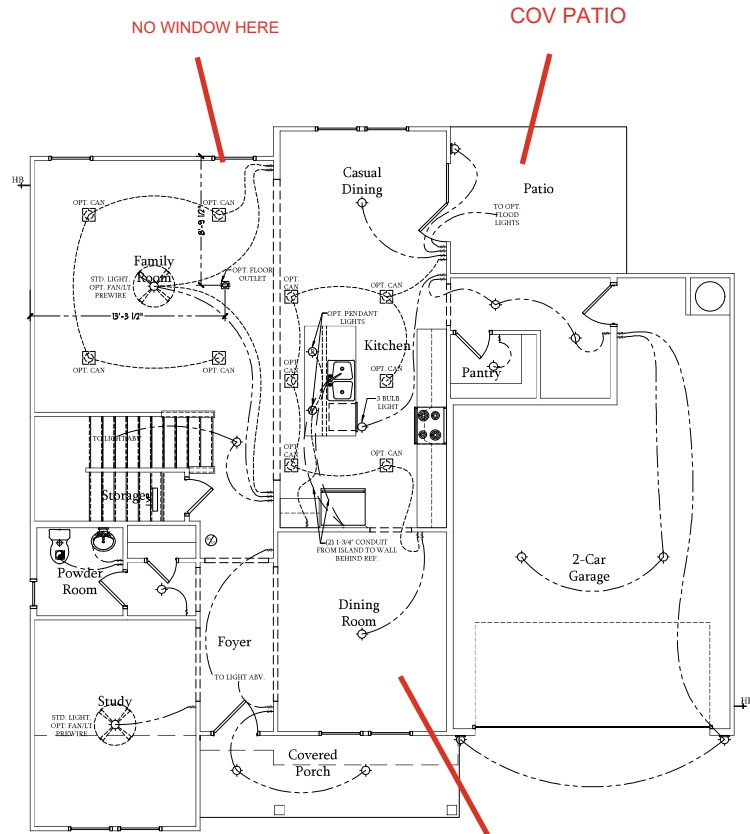 NO WINDOW HERE
COV PATIO
HB
OPT. CAN
OPT. CAN
8'-9 1/2"
Casual
Dining
Patio
TO OPT.
FLOOD
LIGHTS
Family
Room
STD. LIGHT,
OPT. FAN/LT
PREWIRE
OPT. FLOOR
OUTLET
OPT.
CAN
OPT. CAN
13'-3 1/2"
OPT. PENDANT
LIGHTS
Kitchen
OPT. CAN
OPT. CAN
OPT.
CAN
OPT. CAN
Pantry
3 BULB
LIGHT
TO LIGHT ABV.
OPT.
CAN
OPT. CAN
Storage
(2) 1-3/4" CONDUIT
FROM ISLAND TO WALL
BEHIND REF.
Powder
Room
2-Car
Garage
Dining
Room
Foyer
TO LIGHT ABV.
Study
STD. LIGHT,
OPT. FAN/LT
PREWIRE
Covered
Porch